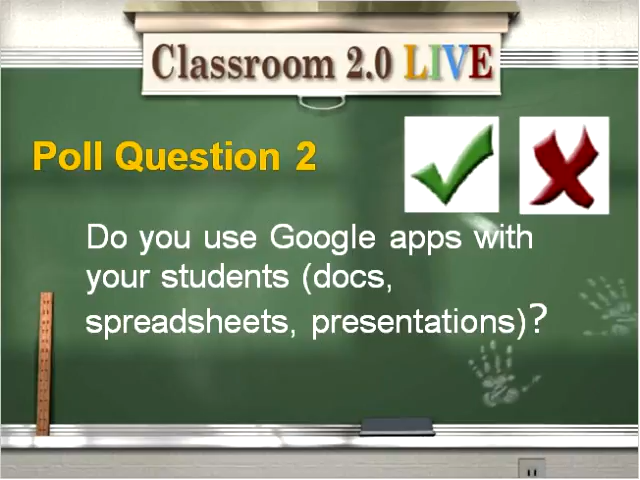 Classroom 2.0 LIVE
Poll Question 2
Do you use Google apps with
your students (docs,
spreadsheets, presentations)?